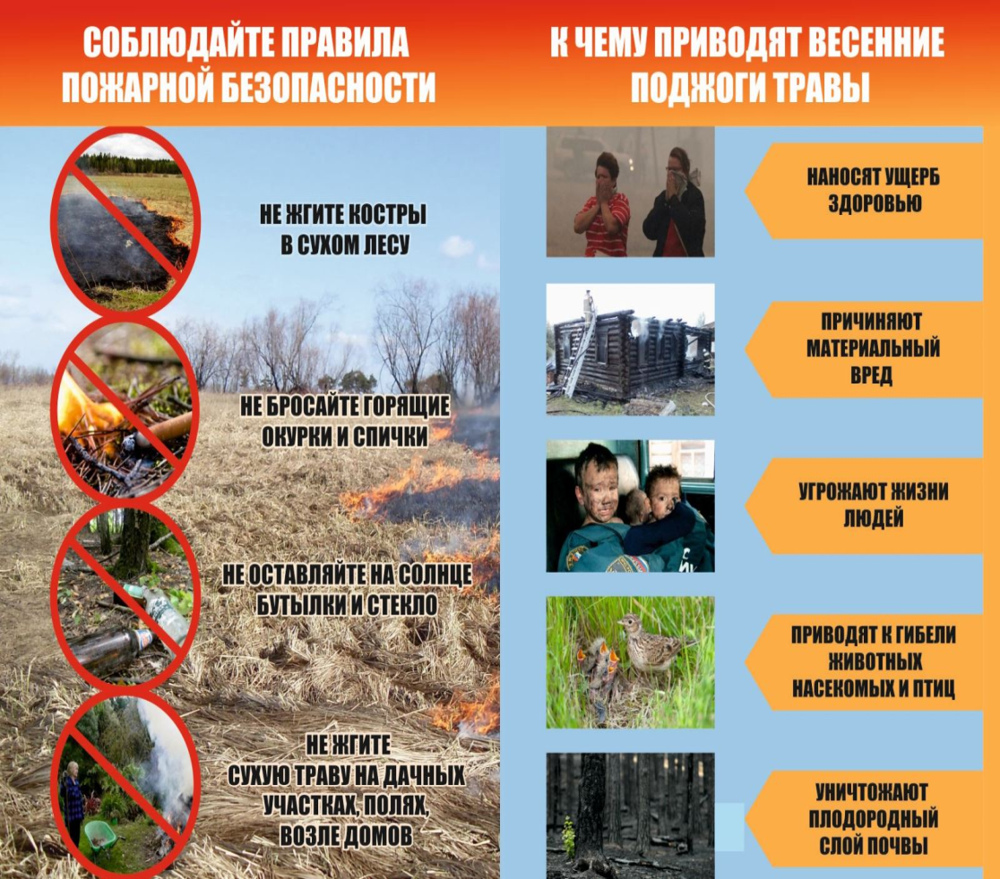 СОБЛЮДАЙТЕ ПРАВИЛА
ПОЖАРНОЙ БЕЗОПАСНОСТИ
НЕ ЖГИТЕ КОСТРЫ
В СУХОМ ЛЕСУ
НЕ БРОСАЙТЕ ГОРЯЩИЕ
ОКУРКИ И СПИЧКИ
НЕ ОСТАВЛЯЙТЕ НА СОЛНЦЕ
БУТЫЛКИ И СТЕКЛО
НЕ ЖГИТЕ
СУХУЮ ТРАВУ НА ДАЧНЫХ
УЧАСТКАХ, ПОЛЯХ,
ВОЗЛЕ ДОМОВ
К ЧЕМУ ПРИВОДЯТ ВЕСЕННИЕ
ПОДЖОГИ ТРАВЫ
НАНОСЯТ УЩЕРБ
ЗДОРОВЬЮ
ПРИЧИНЯЮТ
МАТЕРИАЛЬНЫЙ
ВРЕД
УГРОЖАЮТ ЖИЗНИ
ЛЮДЕЙ
ПРИВОДЯТ К ГИБЕЛИ
ЖИВОТНЫХ
НАСЕКОМЫХ И ПТИЦ
УНИЧТОЖАЮТ
ПЛОДОРОДНЫЙ
СЛОЙ ПОЧВЫ